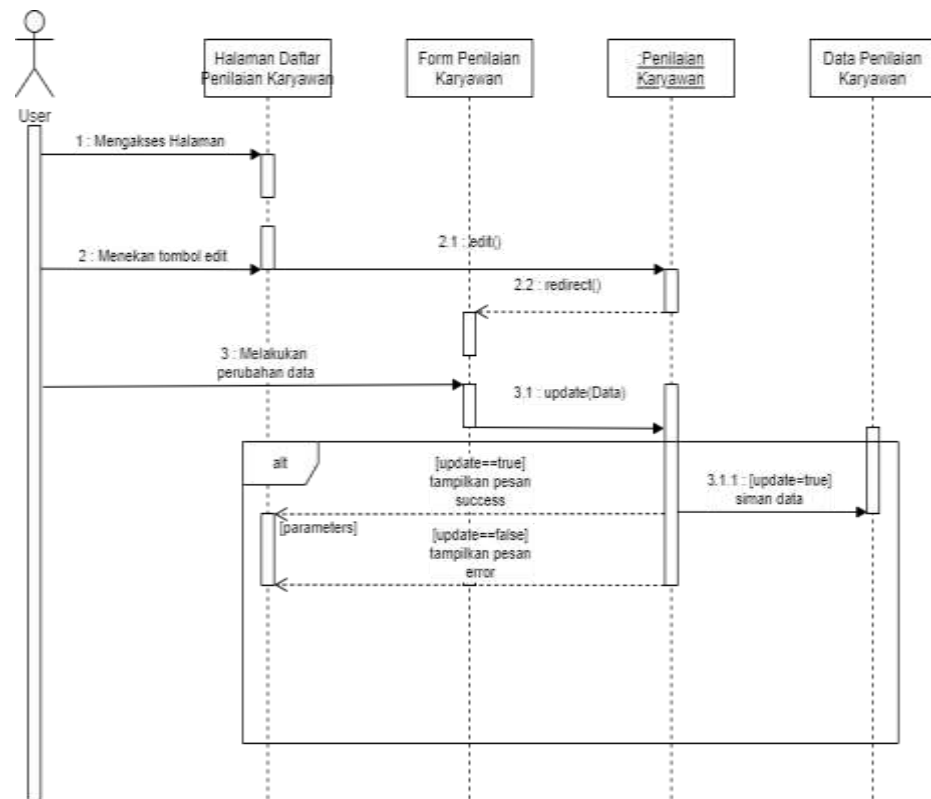 Halaman Daftar
Penilaian Karyawan
Form Penilaian
Karyawan
:Penilaian
Karyawan
Data Penilaian
Karyawan
User
1 : Mengakses Halaman
2 : Menekan tombol edit
2.1 : edit()
2.2 : redirect()
3 : Melakukan
perubahan data
3.1 : update(Data)
alt
[update==true]
tampilkan pesan
success
3.1.1 : [update=true]
siman data
[parameters]
[update==false]
tampilkan pesan
error